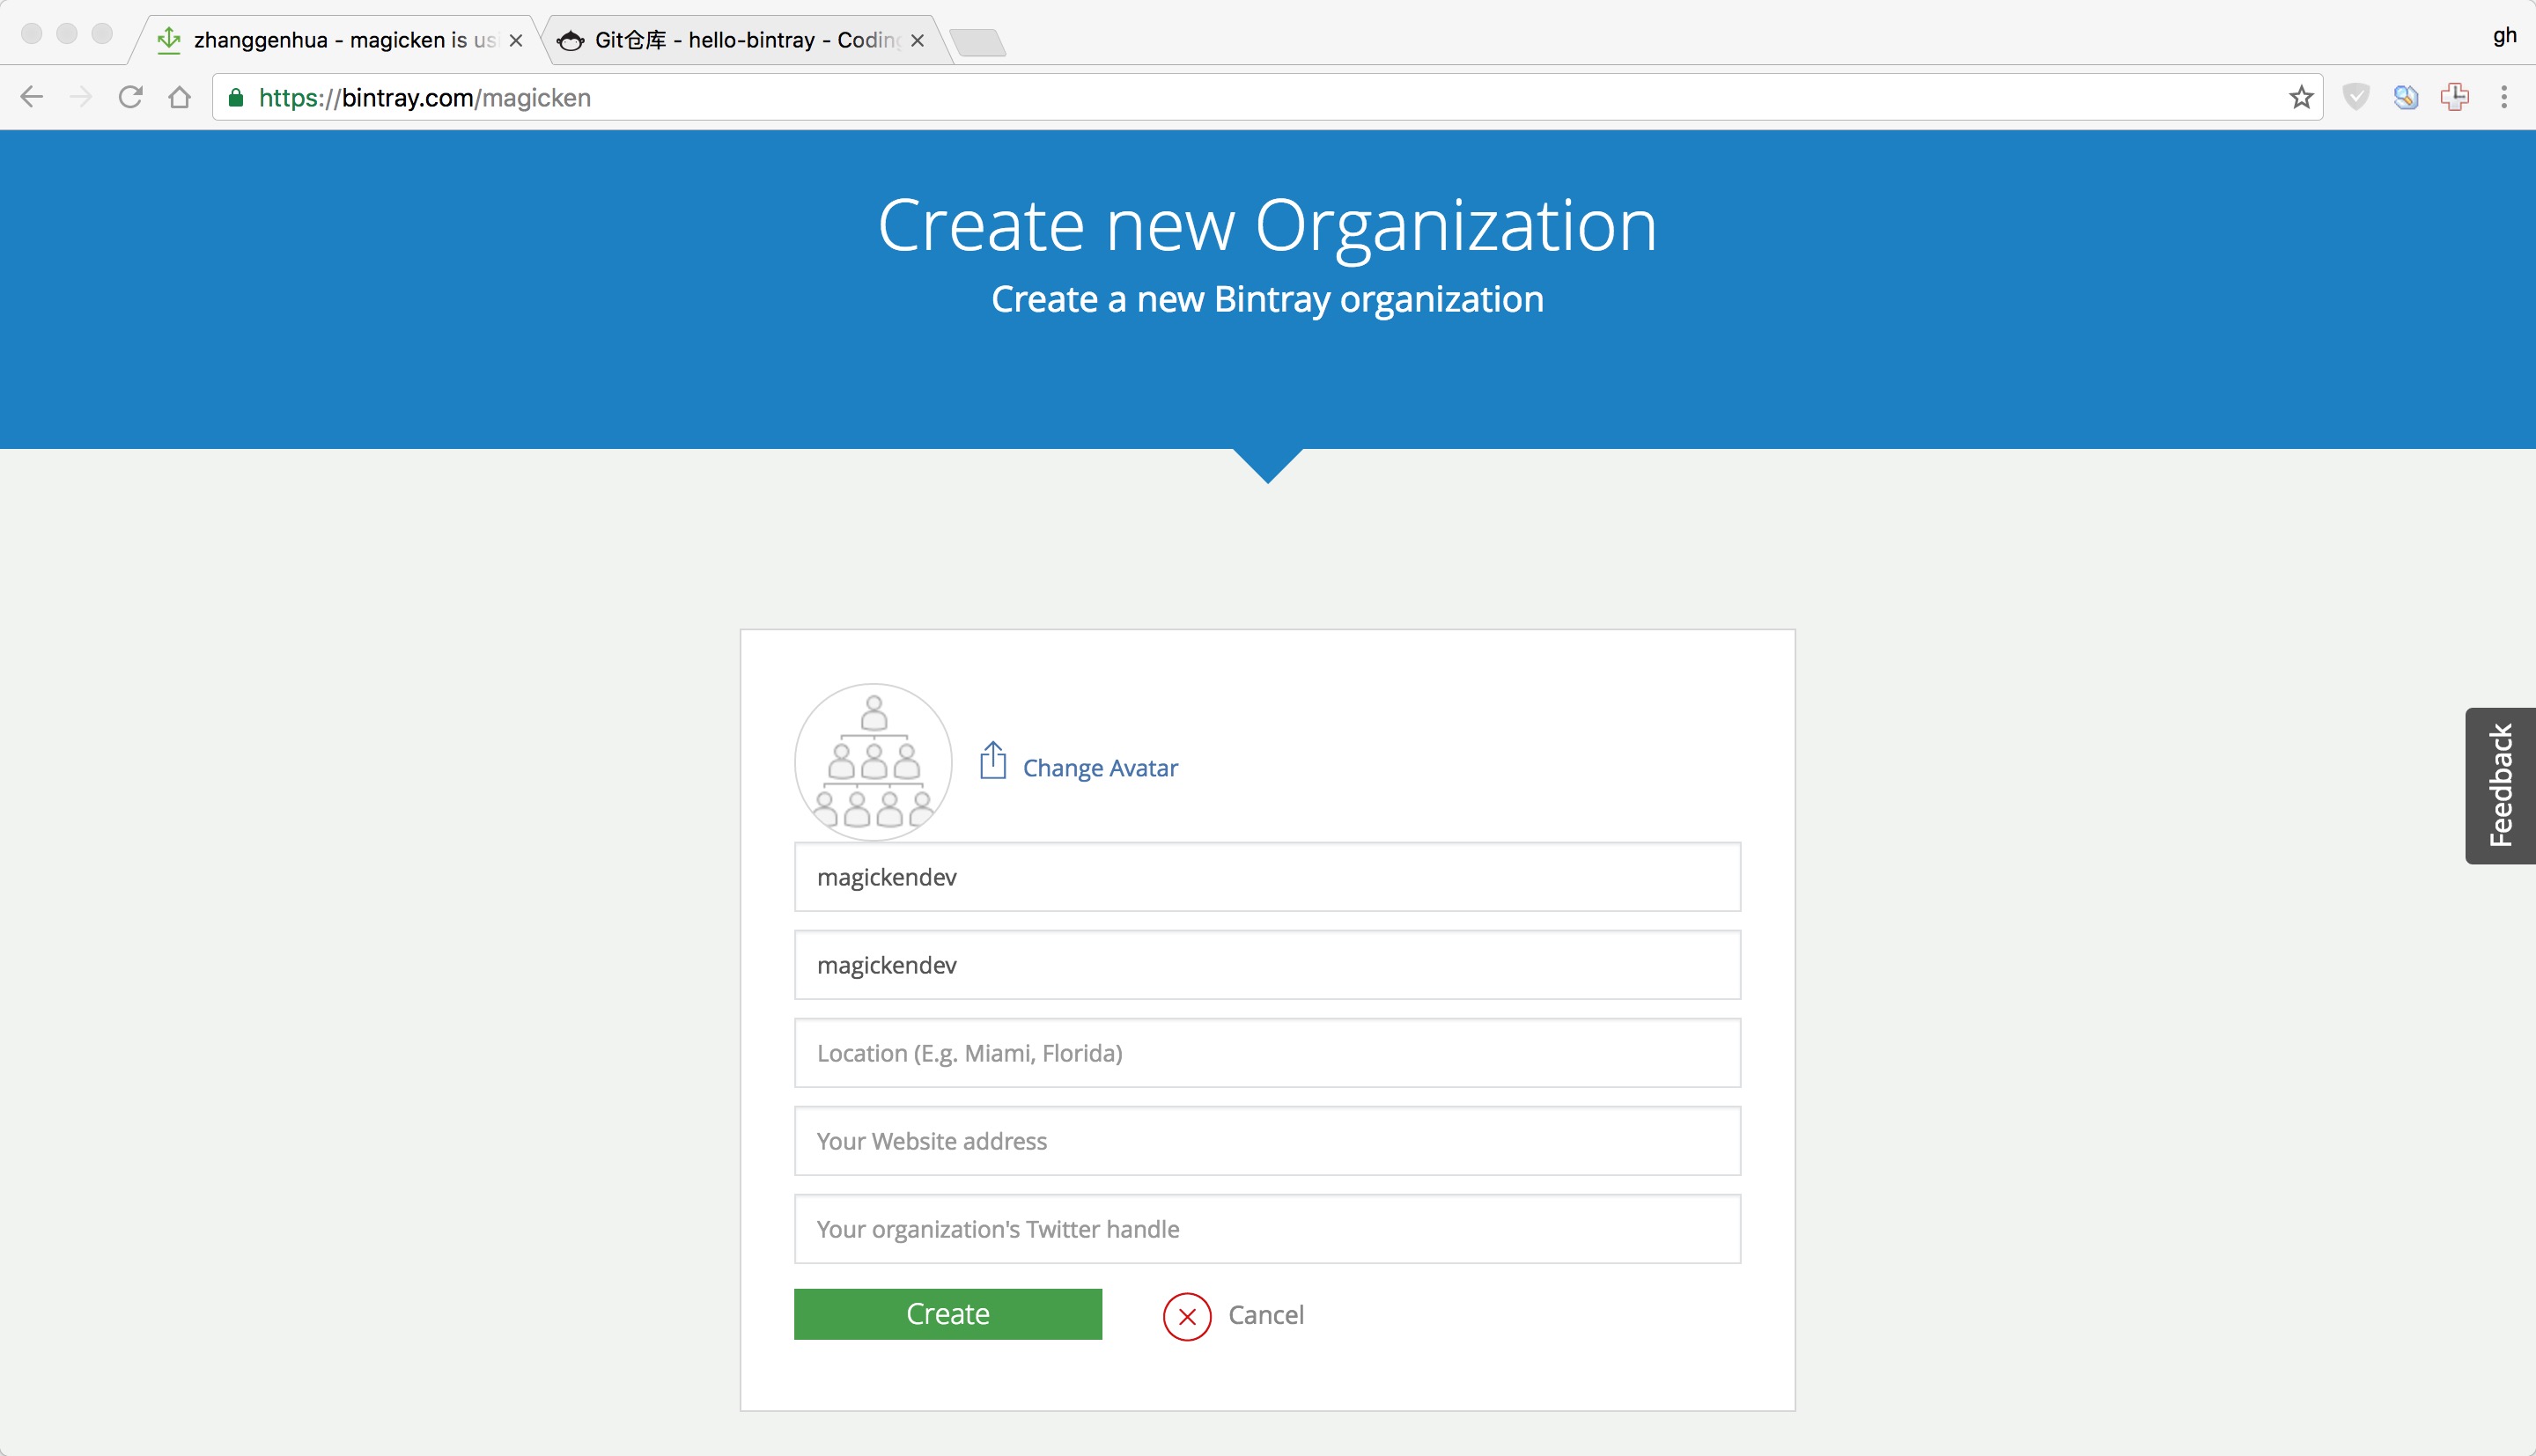 zhanggenhua - magicken is us
Git仓库 - hello-bintray - Coding
gh
https://bintray.com/magicken
Create new Organization
Create a new Bintray organization
Change Avatar
Feedback
magickendev
magickendev
Location (E.g. Miami, Florida)
Your Website address
Your organization's Twitter handle
Create
Cancel